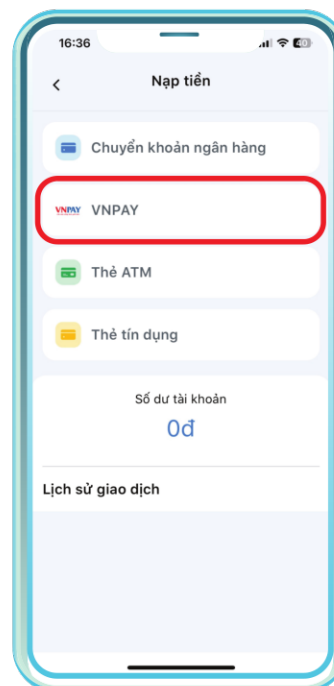 16:36
40
Nạp tiền
Chuyển khoản ngân hàng
VNPAY VNPAY
Thẻ ATM
Thẻ tín dụng
Số dư tài khoản
0đ
Lịch sử giao dịch